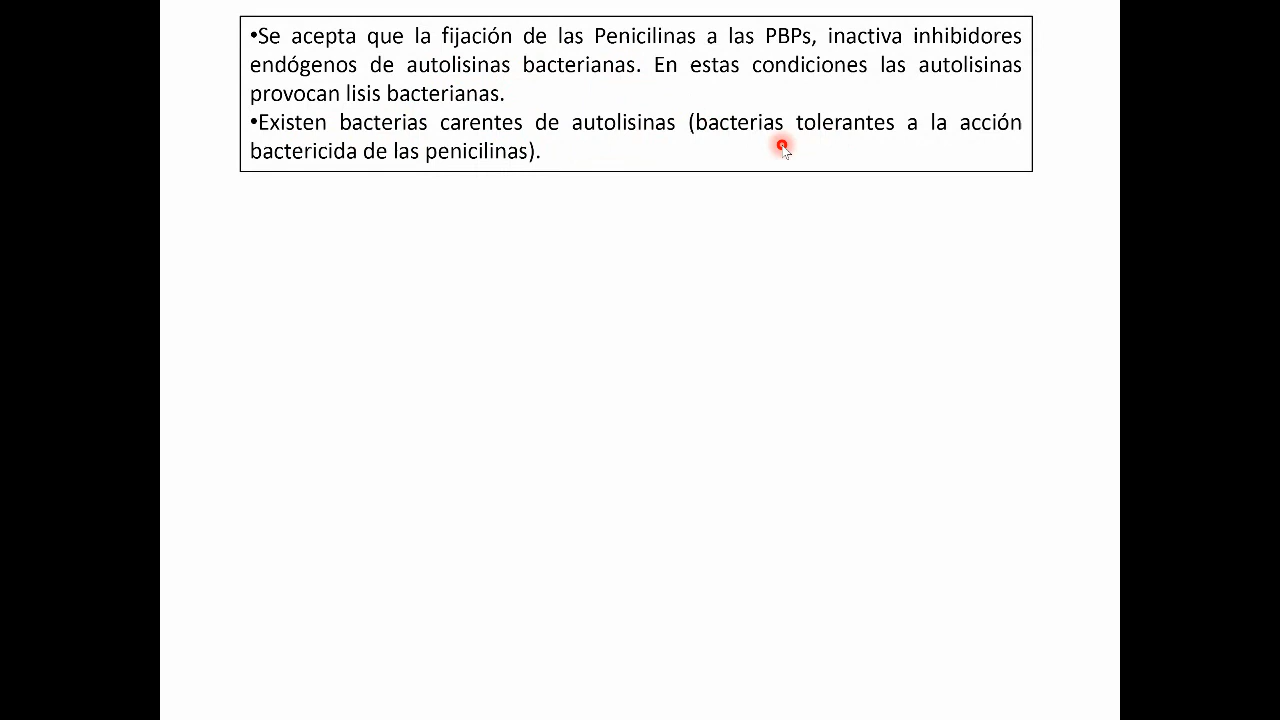 •Se acepta que la fijación de las Penicilinas a las PBPs, inactiva inhibidores
endógenos de autolisinas bacterianas. En estas condiciones las autolisinas
provocan lisis bacterianas.
•Existen bacterias carentes de autolisinas (bacterias tolerantes a la acción
bactericida de las penicilinas).